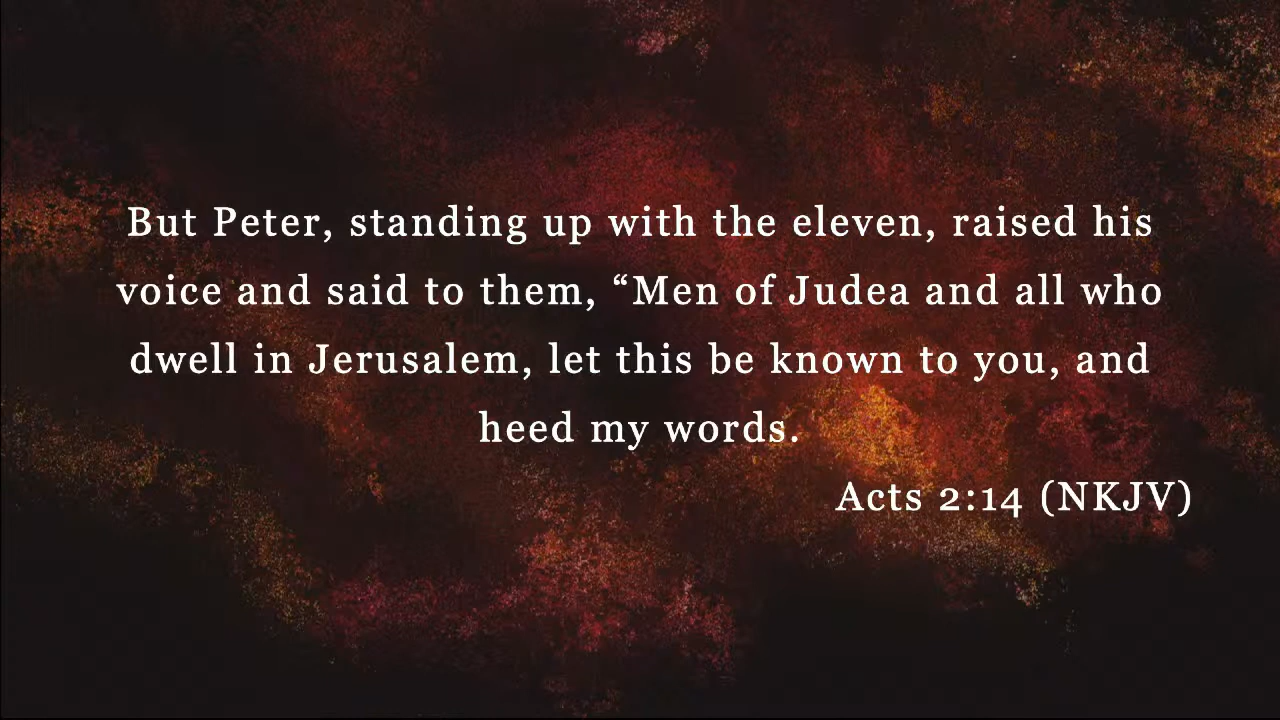 But Peter, standing up with the eleven, raised his
voice and said to them, “Men of Judea and all who
dwell in Jerusalem, let this be known to you, and
heed my words.
Acts 2:14 (NKJV)